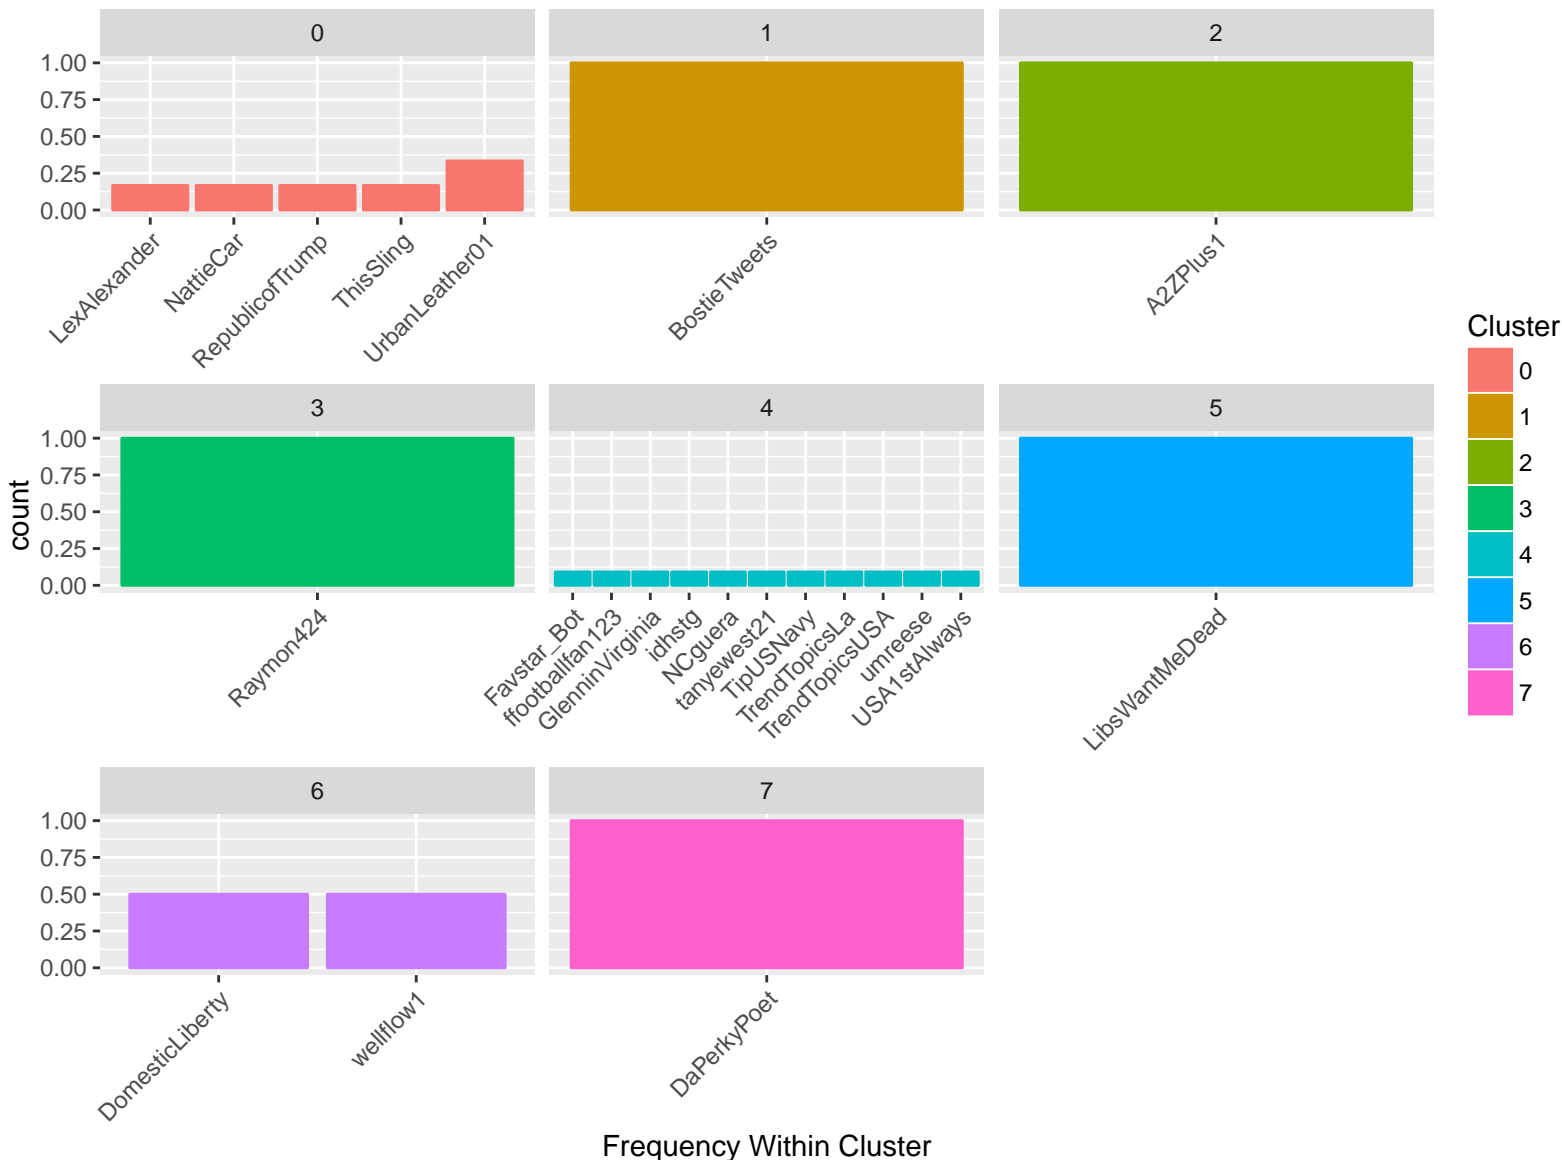 0
1
2
1.00
0.75
0.50
0.25
0.00
LexAlexander
NattieCar
RepublicofTrump
ThisSling
UrbanLeather01
BostieTweets
A2ZPlus1
3
4
5
count
1.00
0.75
0.50
0.25
0.00
Raymon424
Favstar_Bot
ffootballfan123
GlenninVirginia
idhstg
NCguera
tanyewest21
TipUSNavy
TrendTopicsLa
TrendTopicsUSA
umreese
USA1stAlways
LibsWantMeDead
6
7
1.00
0.75
0.50
0.25
0.00
DomesticLiberty
wellflow1
DaPerkyPoet
Frequency Within Cluster
Cluster
0
1
2
3
4
5
6
7